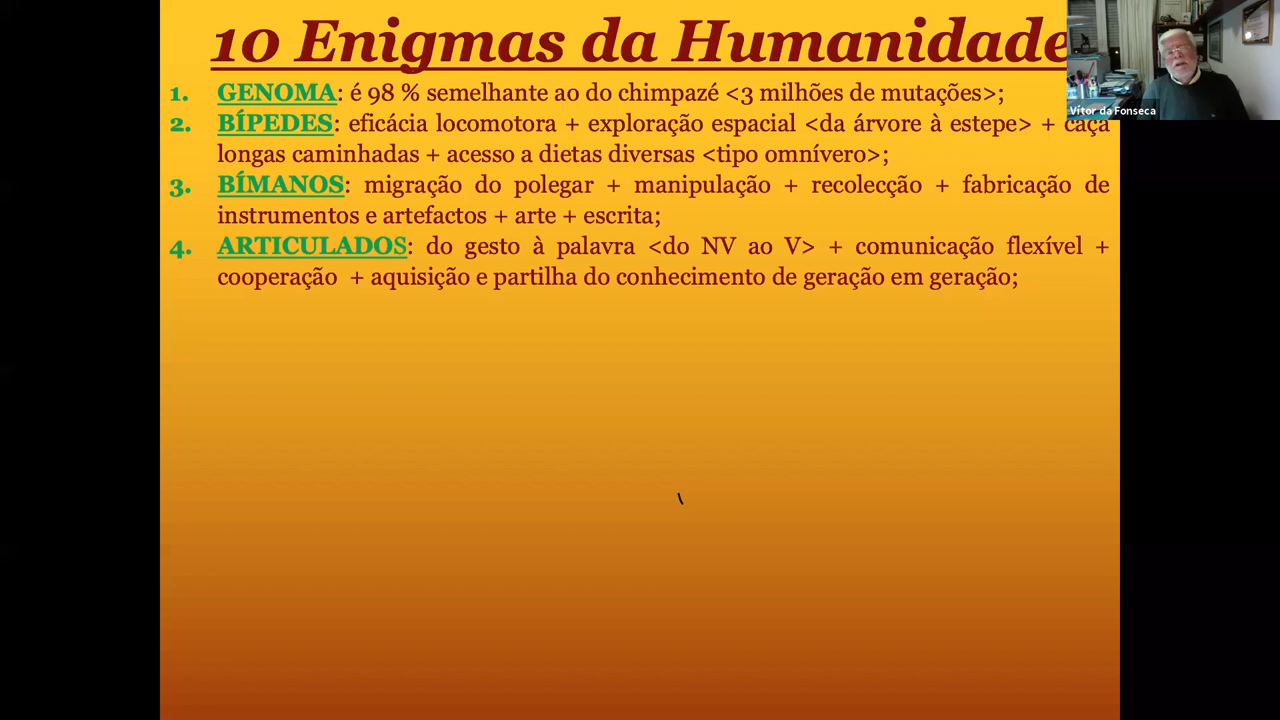 10 Enigmas da Humanidade
Vítor da Fonseca
1. GENOMA: é 98 % semelhante ao do chimpazé <3 milhões de mutações>;
2. BÍPEDES: eficácia locomotora + exploração espacial <da árvore à estepe> + caça
longas caminhadas + acesso a dietas diversas <tipo omnívero>;
3. BÍMANOS: migração do polegar + manipulação + recolecção + fabricação de
instrumentos e artefactos + arte + escrita;
4. ARTICULADOS: do gesto à palavra <do NV ao V> + comunicação flexível +
cooperação + aquisição e partilha do conhecimento de geração em geração;